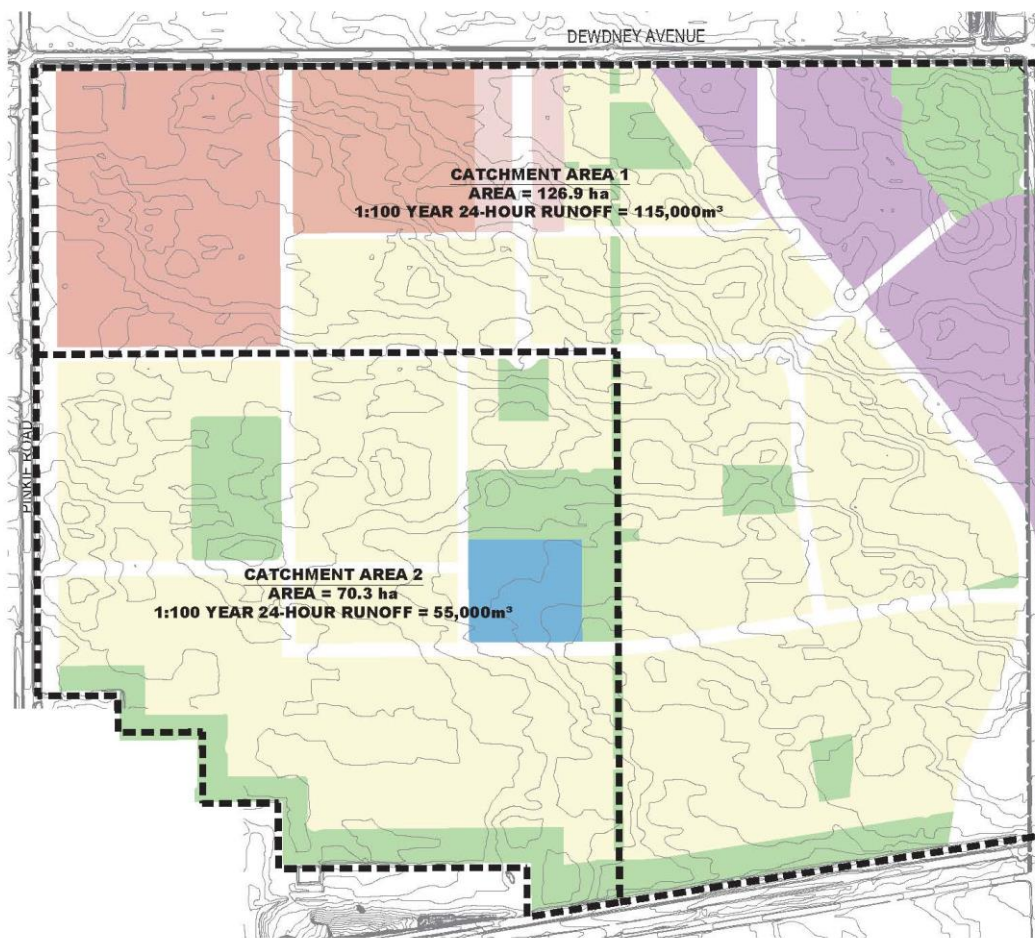 DEWDNEY AVENUE
CATCHMENT AREA 1
AREA = 126.9 ha
1:100 YEAR 24-HOUR RUNOFF = 115,000m³
PINKIE ROAD
CATCHMENT AREA 2
AREA = 70.3 ha
1:100 YEAR 24-HOUR RUNOFF = 55,000m³